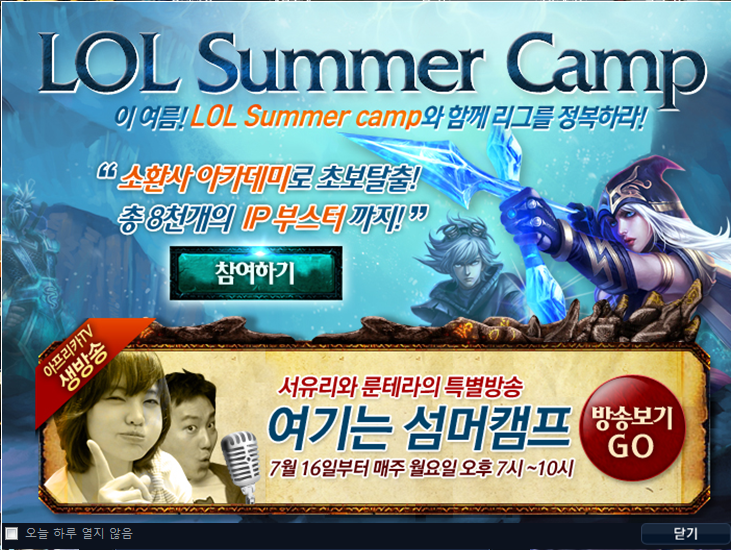 LOL Summer Camp
이 여름! LOL Summer camp와 함께 리그를 정복하라!
“ 소환사 아카데미로 초보탈출!
총 8천개의 IP 부스터 까지! ”
참여하기
아프리카TV
생방송
서유리와 룬테라의 특별방송
여기는 섬머캠프
7월 16일부터 매주 월요일 오후 7시 ~10시
방송보기
GO
오늘 하루 열지 않음
닫기